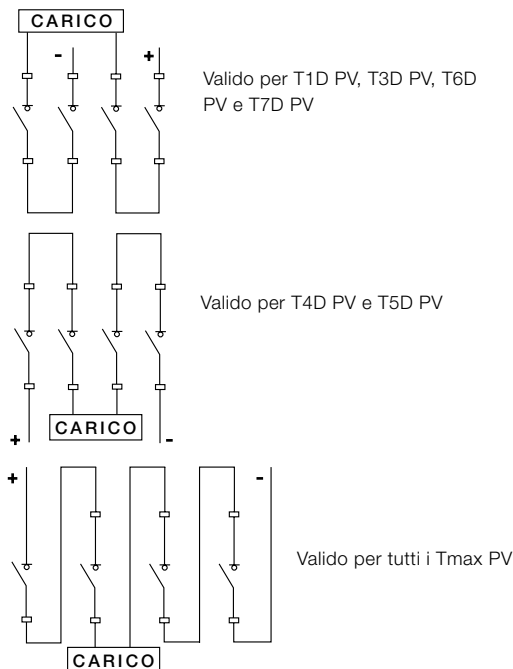 CARICO
- +
Valido per T1D PV, T3D PV, T6D
PV e T7D PV
Valido per T4D PV e T5D PV
CARICO
+ -
+ -
Valido per tutti i Tmax PV
CARICO